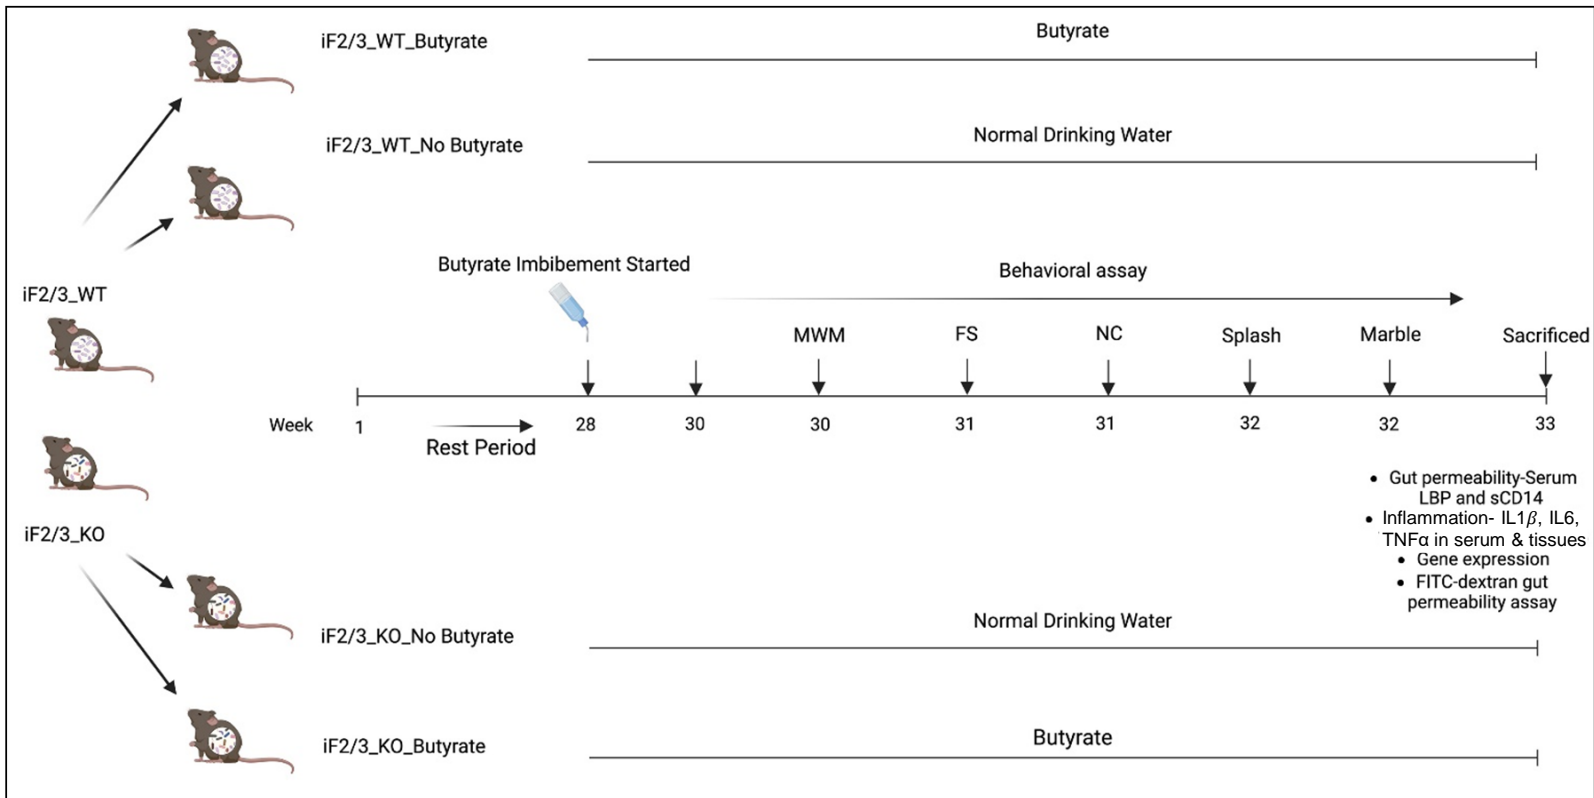 iF2/3_WT_Butyrate
Butyrate
iF2/3_WT_No Butyrate
Normal Drinking Water
Butyrate Imbibement Started
Behavioral assay
iF2/3_WT
MWM
FS
NC
Splash
Marble
Sacrificed
Week
1
28
30
30
31
31
32
32
33
Rest Period
• Gut permeability-Serum
LBP and sCD14
• Inflammation- IL1β, IL6,
TNFα in serum & tissues
• Gene expression
• FITC-dextran gut
permeability assay
iF2/3_KO
iF2/3_KO_No Butyrate
Normal Drinking Water
iF2/3_KO_Butyrate
Butyrate